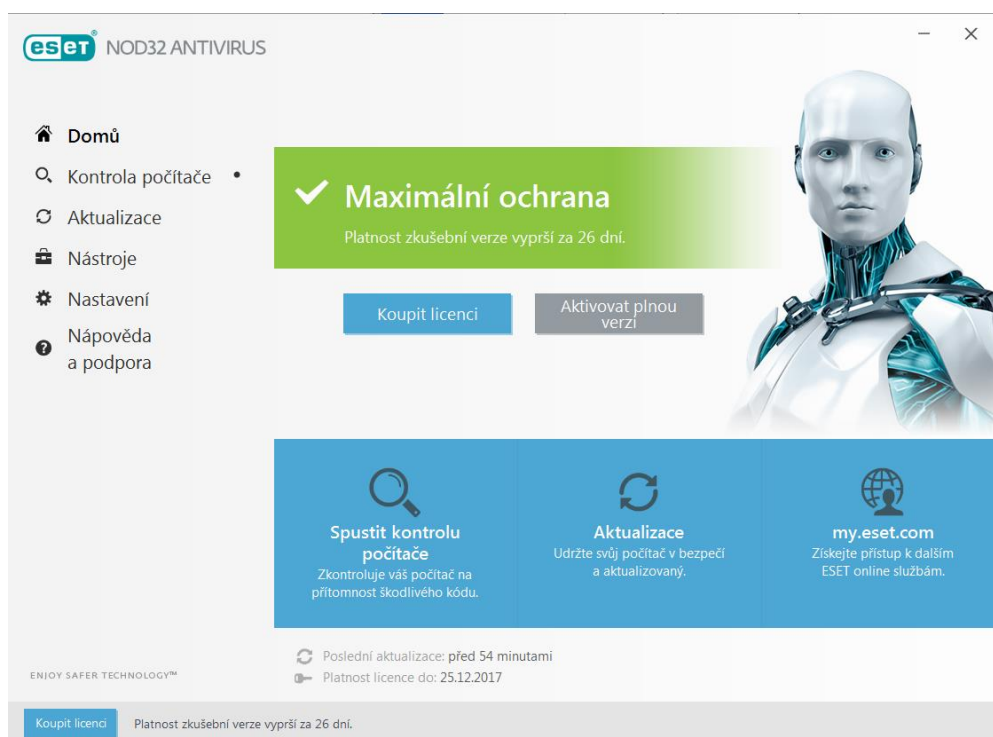 eset NOD32 ANTIVIRUS
Domů
Kontrola počítače
Aktualizace
Nástroje
Nastavení
Nápověda
a podpora
Maximální ochrana
Platnost zkušební verze vyprší za 26 dní.
Koupit licenci
Aktivovat plnou
verzi
Spustit kontrolu
počítače
Zkontroluje váš počítač na
přítomnost škodlivého kódu.
Aktualizace
Udržte svůj počítač v bezpečí
a aktualizovaný.
my.eset.com
Získejte přístup k dalším
ESET online službám.
Poslední aktualizace: před 54 minutami
Platnost licence do: 25.12.2017
ENJOY SAFER TECHNOLOGY™
Koupit licenci
Platnost zkušební verze vyprší za 26 dní.